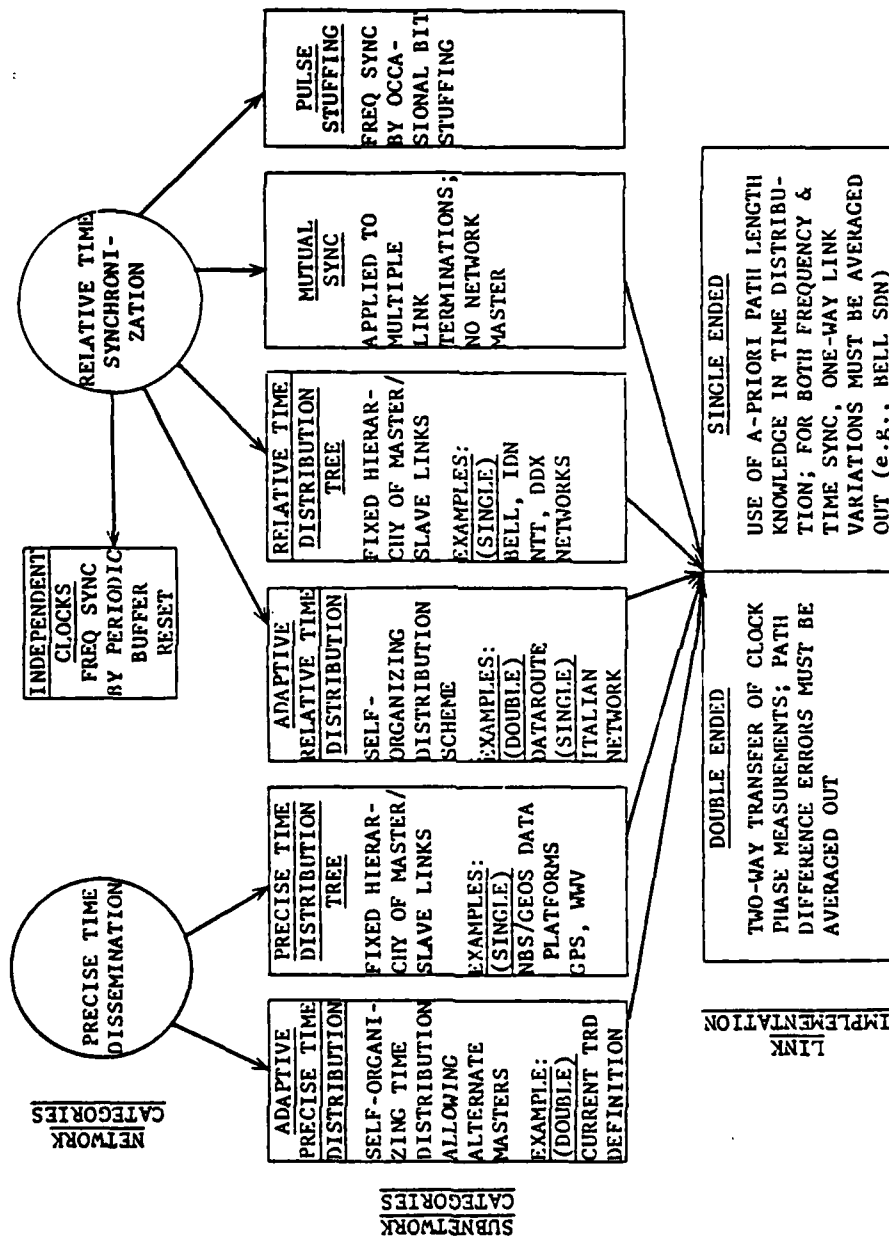 NETWORK
CATEGORIES
PRECISE TIME
DISSEMINATION
RELATIVE TIME
SYNCHRONI-
ZATION
INDEPENDENT
CLOCKS
FREQ SYNC
BY PERIODIC
BUFFER
RESET
SUBNETWORK
CATEGORIES
ADAPTIVE
PRECISE TIME
DISTRIBUTION
SELF-ORGANI-
ZING TIME
DISTRIBUTION
ALLOWING
ALTERNATE
MASTERS
EXAMPLE:
(DOUBLE)
CURRENT TRD
DEFINITION
PRECISE TIME
DISTRIBUTION
TREE
FIXED HIERAR-
CHY OF MASTER/
SLAVE LINKS
EXAMPLES:
(SINGLE)
NBS/GEOS DATA
PLATFORMS
GPS, WWV
ADAPTIVE
RELATIVE TIME
DISTRIBUTION
SELF-
ORGANIZING
DISTRIBUTION
SCHEME
EXAMPLES:
(DOUBLE)
DATAROUTE
(SINGLE)
ITALIAN
NETWORK
RELATIVE TIME
DISTRIBUTION
TREE
FIXED HIERAR-
CHY OF MASTER/
SLAVE LINKS
EXAMPLES:
(SINGLE)
BELL, IDN
NTT, DDX
NETWORKS
MUTUAL
SYNC
APPLIED TO
MULTIPLE
LINK
TERMINATIONS;
NO NETWORK
MASTER
PULSE
STUFFING
FREQ SYNC
BY OCCA-
SIONAL BIT
STUFFING
LINK
IMPLEMENTATION
DOUBLE ENDED
TWO-WAY TRANSFER OF CLOCK
PHASE MEASUREMENTS; PATH
DIFFERENCE ERRORS MUST BE
AVERAGED OUT
SINGLE ENDED
USE OF A-PRIORI PATH LENGTH
KNOWLEDGE IN TIME DISTRIBU-
TION; FOR BOTH FREQUENCY &
TIME SYNC, ONE-WAY LINK
VARIATIONS MUST BE AVERAGED
OUT (e.g., BELL SDN)